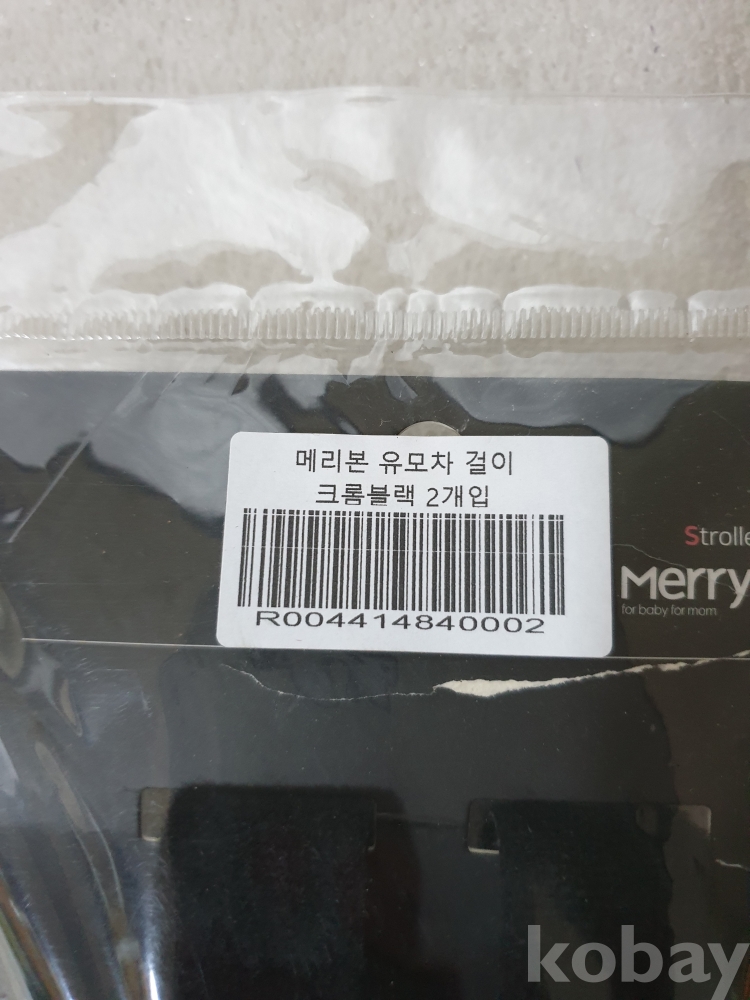 메리본 유모차 걸이
크롬블랙 2개입
R004414840002
Merry
for baby for mom
kobay